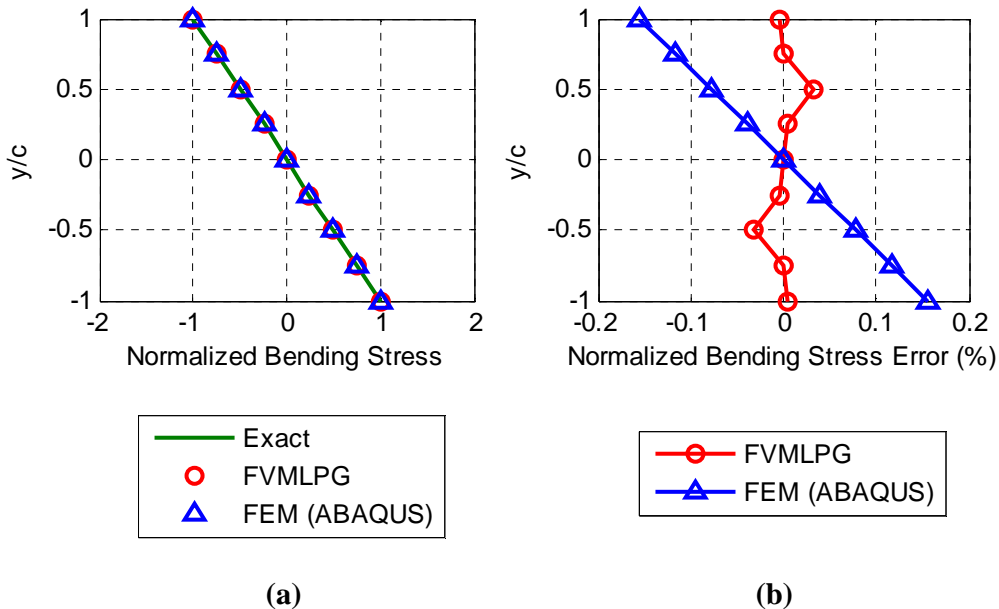 1
0.5
0
-0.5
-1
y/c
-2
-1
0
1
2
Normalized Bending Stress
Exact
FVMLPG
FEM (ABAQUS)
(a)
1
0.5
0
-0.5
-1
y/c
-0.2
-0.1
0
0.1
0.2
Normalized Bending Stress Error (%)
FVMLPG
FEM (ABAQUS)
(b)